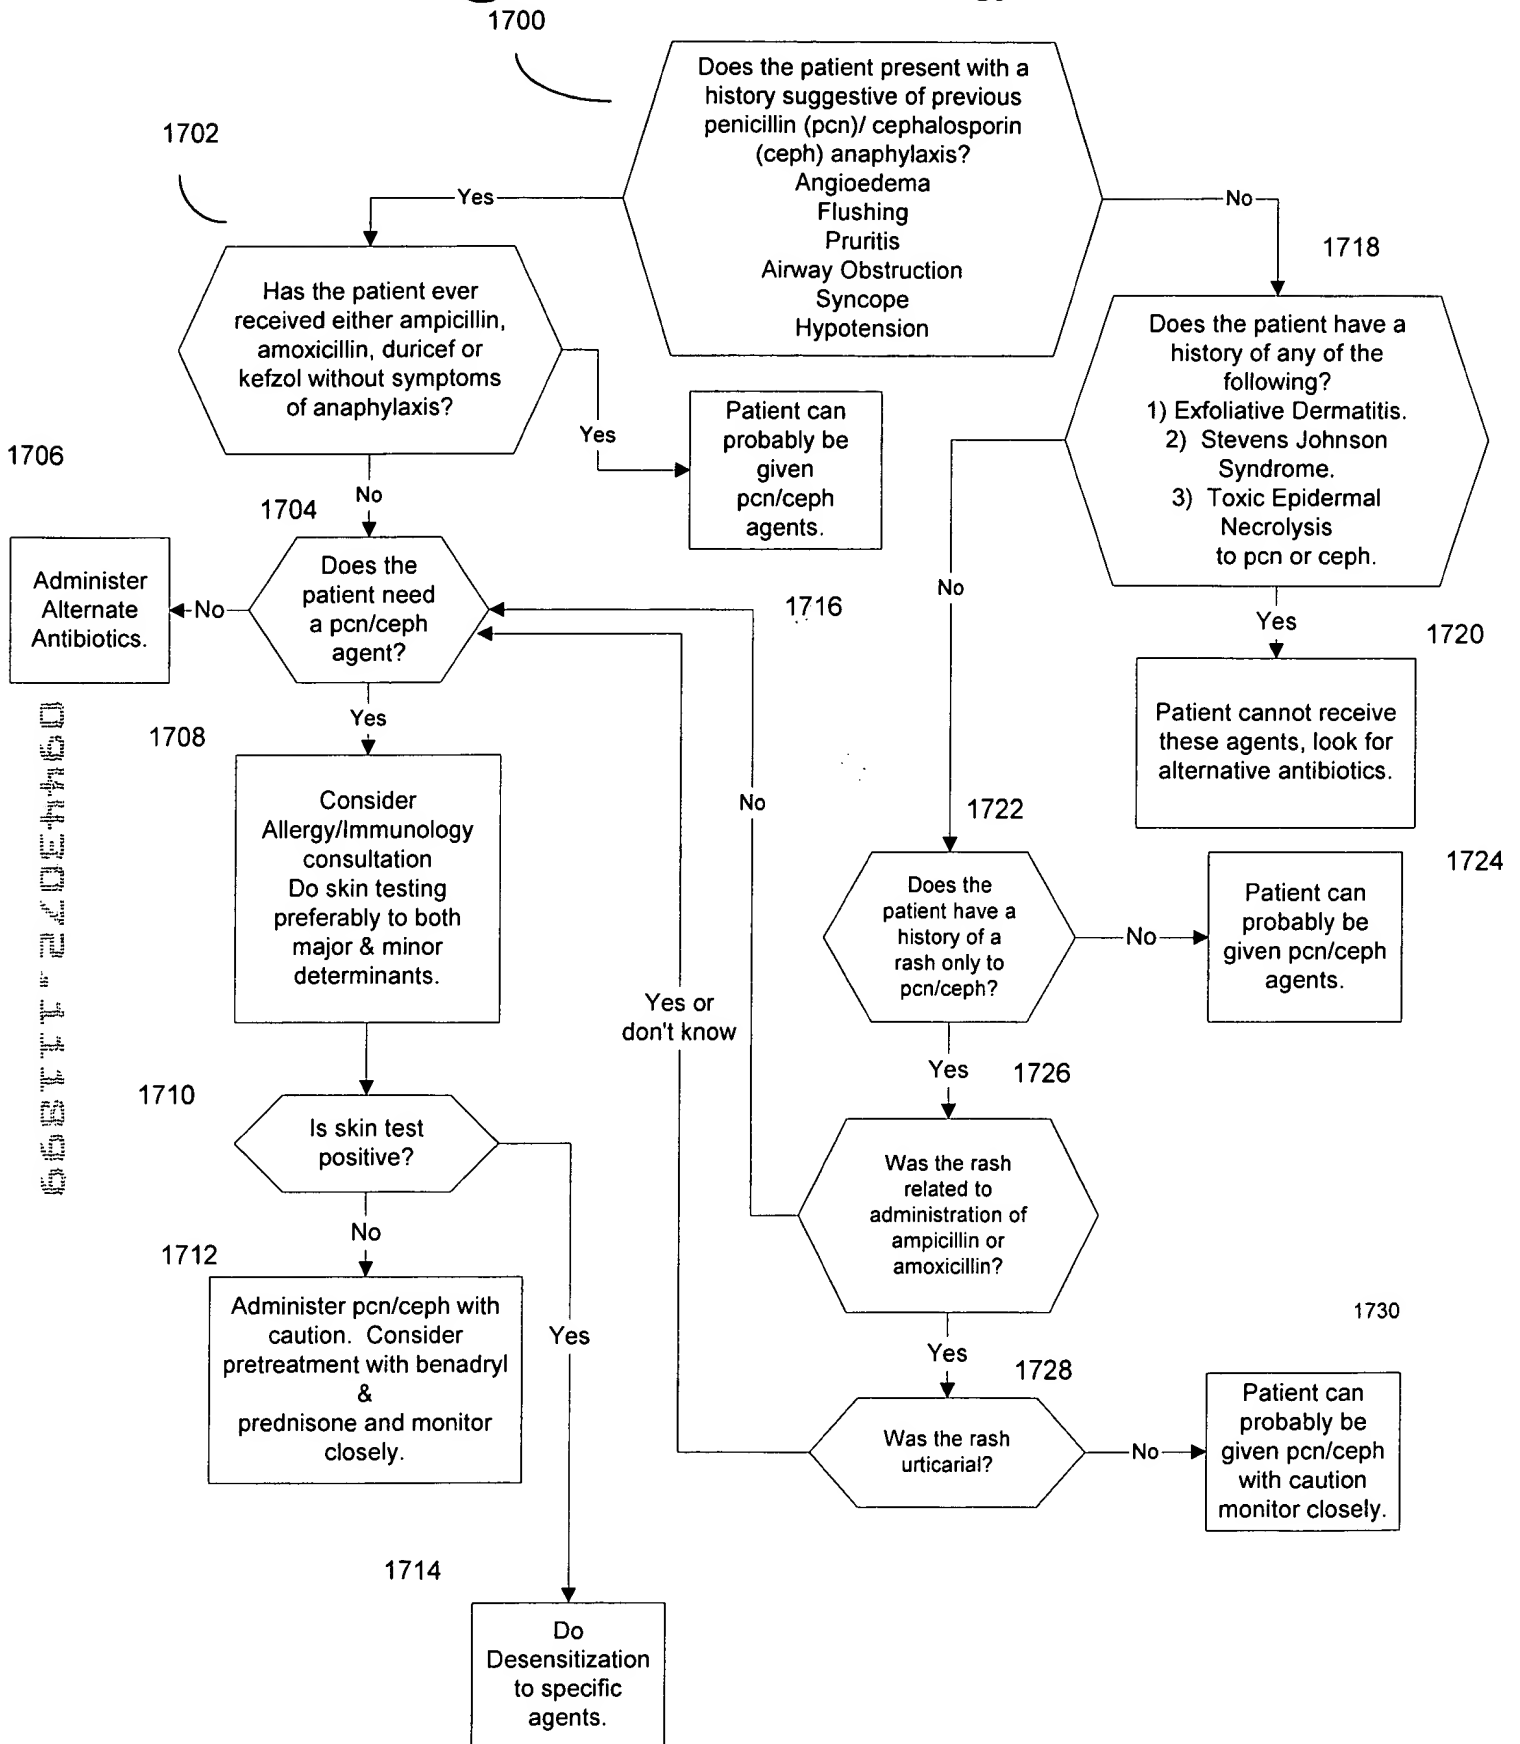 1700
Does the patient present with a
history suggestive of previous
penicillin (pcn)/ cephalosporin
(ceph) anaphylaxis?
Angioedema
Flushing
Pruritis
Airway Obstruction
Syncope
Hypotension
1702
Yes
No
1718
Has the patient ever
received either ampicillin,
amoxicillin, duricef or
kefzol without symptoms
of anaphylaxis?
Yes
Patient can
probably be
given
pcn/ceph
agents.
Does the patient have a
history of any of the
following?
1) Exfoliative Dermatitis.
2) Stevens Johnson
Syndrome.
3) Toxic Epidermal
Necrolysis
to pcn or ceph.
1706
No
1704
Administer
Alternate
Antibiotics.
No
Does the
patient need
a pcn/ceph
agent?
1716
No
Yes
1720
Patient cannot receive
these agents, look for
alternative antibiotics.
Yes
1708
Consider
Allergy/Immunology
consultation
Do skin testing
preferably to both
major & minor
determinants.
No
Yes or
don't know
1722
Does the
patient have a
history of a
rash only to
pcn/ceph?
No
1724
Patient can
probably be
given pcn/ceph
agents.
09443072.111899
1710
Is skin test
positive?
Yes
1726
Was the rash
related to
administration of
ampicillin or
amoxicillin?
No
Yes
1712
Administer pcn/ceph with
caution. Consider
pretreatment with benadryl
&
prednisone and monitor
closely.
Yes
1728
Was the rash
urticarial?
No
1730
Patient can
probably be
given pcn/ceph
with caution
monitor closely.
1714
Do
Desensitization
to specific
agents.